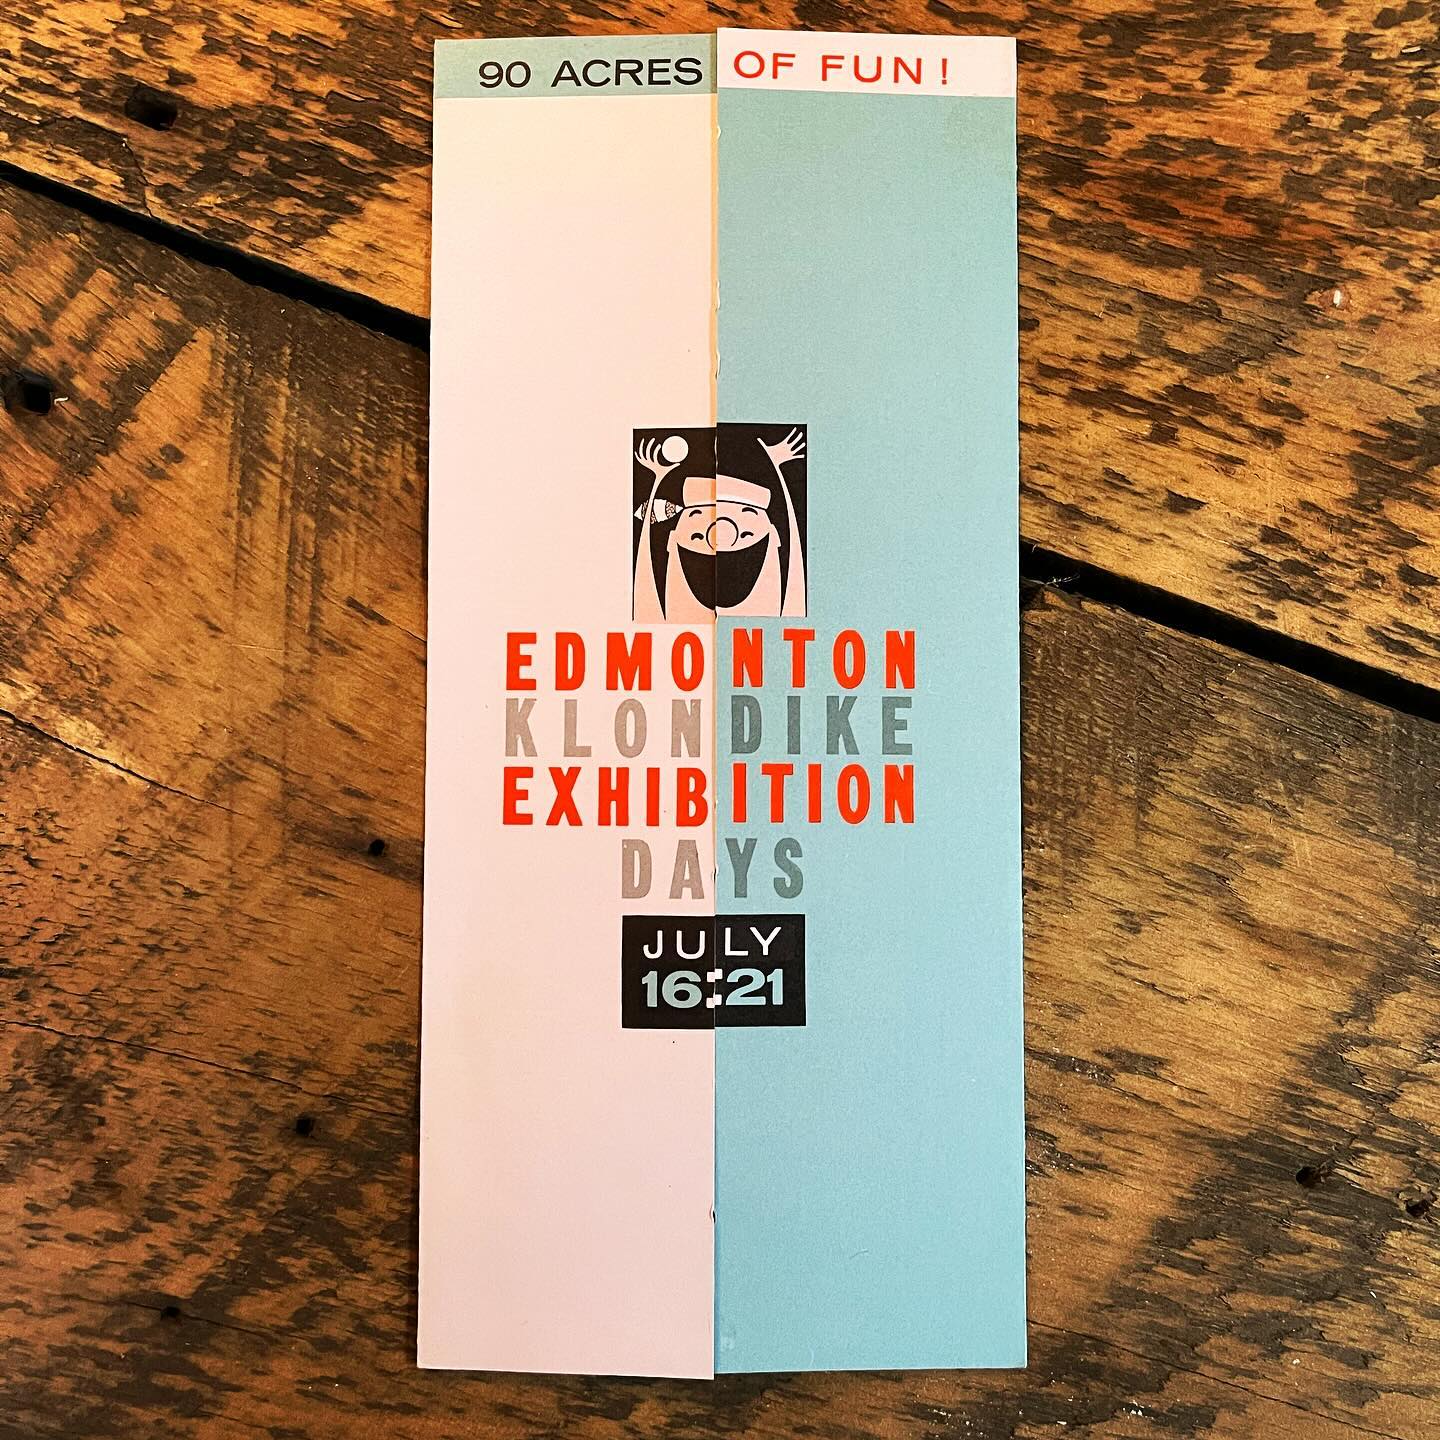 90 ACRES OF FUN!
EDMONTON
KLONDIKE
EXHIBITION
DAYS
JULY
16:21